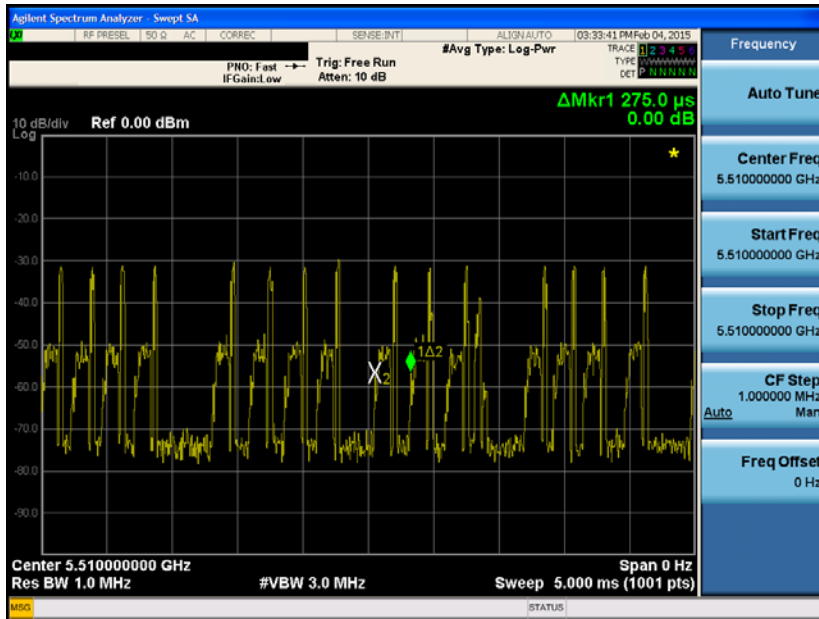 Agilent Spectrum Analyzer - Swept SA
RF PRESEL 50 Ω AC CORREC SENSE:INT ALIGN AUTO 03:33:41 PM Feb 04, 2015
#Avg Type: Log-Pwr
TRACE 1 2 3 4 5 6
TYPE WWWWWW
DET P N N N N N
PNO: Fast
IFGain:Low
Trig: Free Run
Atten: 10 dB
ΔMkr1 275.0 µs
0.00 dB
10 dB/div Ref 0.00 dBm
Log
-10.0
-20.0
-30.0
-40.0
-50.0
-60.0
-70.0
-80.0
-90.0
X2
1Δ2
*
Center 5.510000000 GHz
Span 0 Hz
Res BW 1.0 MHz
#VBW 3.0 MHz
Sweep 5.000 ms (1001 pts)
MSG
STATUS
Frequency
Auto Tune
Center Freq
5.510000000 GHz
Start Freq
5.510000000 GHz
Stop Freq
5.510000000 GHz
CF Step
1.000000 MHz
Auto Man
Freq Offset
0 Hz